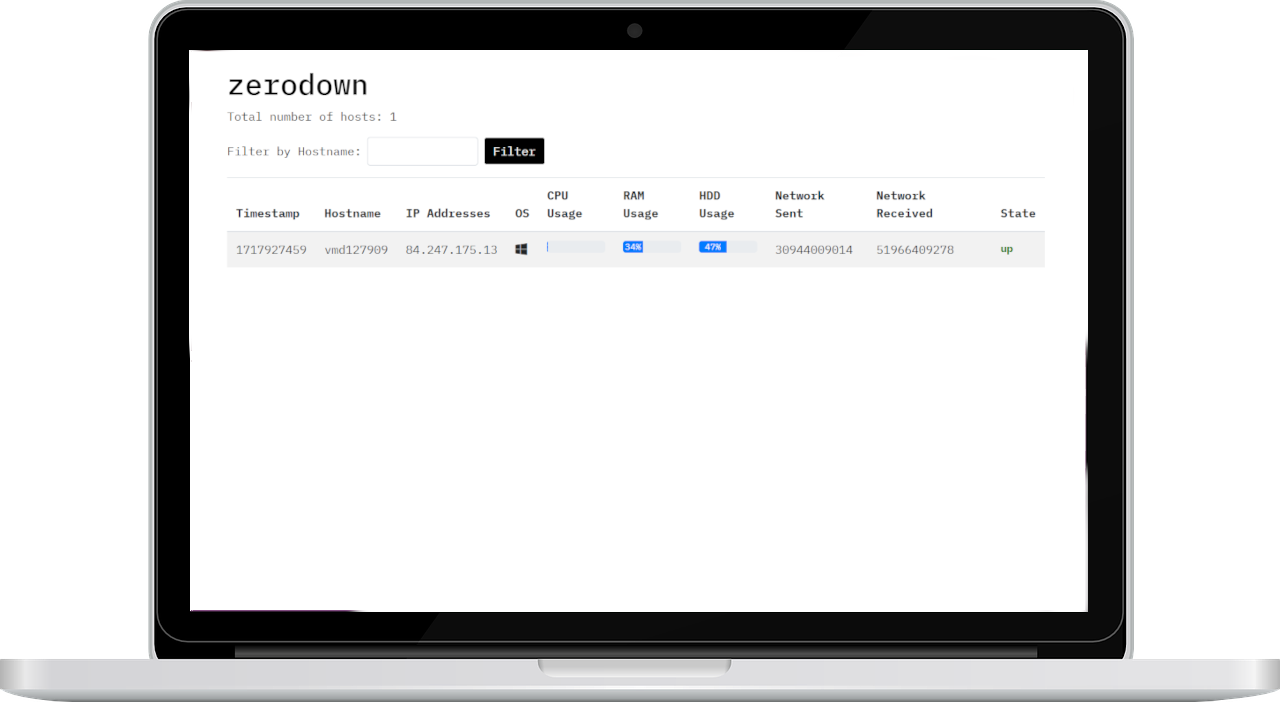 zerodown
Total number of hosts: 1
Filter by Hostname: Filter
Timestamp Hostname IP Addresses OS CPU Usage RAM Usage HDD Usage Network Sent Network Received State
1717927459 vmd127909 84.247.175.13 34% 47% 30944009014 51966409278 up